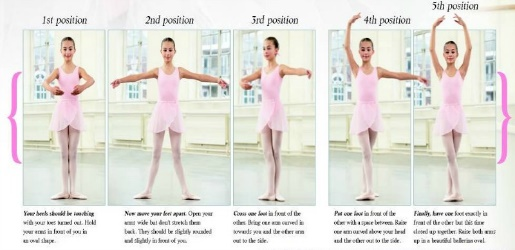 1st position
2nd position
3rd position
4th position
5th position
Your heels should be touching
with your toes turned out. Hold
your arms in front of you in
an oval shape.
Now move your feet apart. Open your
arms wide but don't stretch them
back. They should be slightly rounded
and slightly in front of you.
Cross one foot in front of the
other. Bring one arm curved in
towards you and the other arm
out to the side.
Put one foot in front of the
other with a space between. Raise
one arm curved above your head
and the other out to the side.
Finally, have one foot exactly in
front of the other but this time
closed up together. Raise both arms
up in a beautiful ballerina oval.